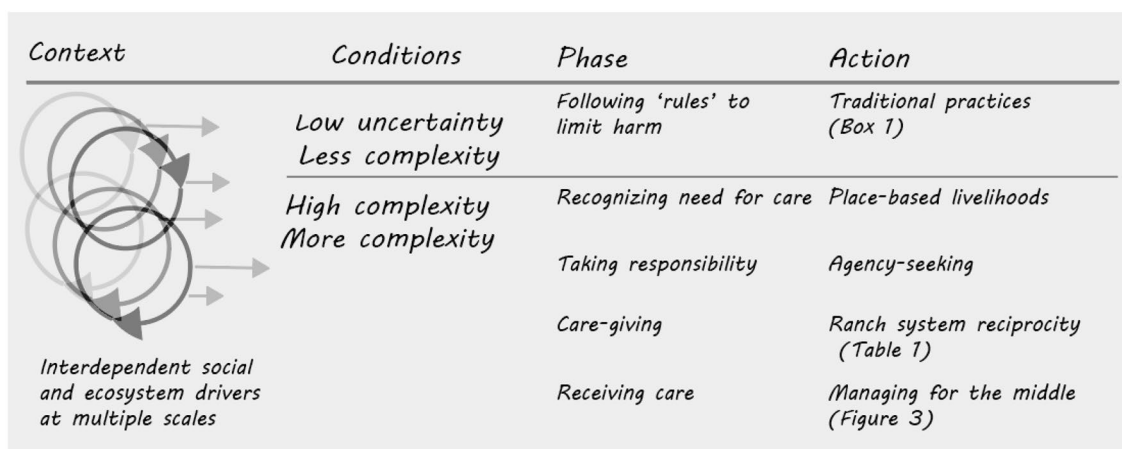 Context
Conditions
Phase
Action
Low uncertainty
Less complexity
Following ‘rules’ to
limit harm
Traditional practices
(Box 1)
High complexity
More complexity
Recognizing need for care
Place-based livelihoods
Taking responsibility
Agency-seeking
Care-giving
Ranch system reciprocity
(Table 1)
Receiving care
Managing for the middle
(Figure 3)
Interdependent social
and ecosystem drivers
at multiple scales